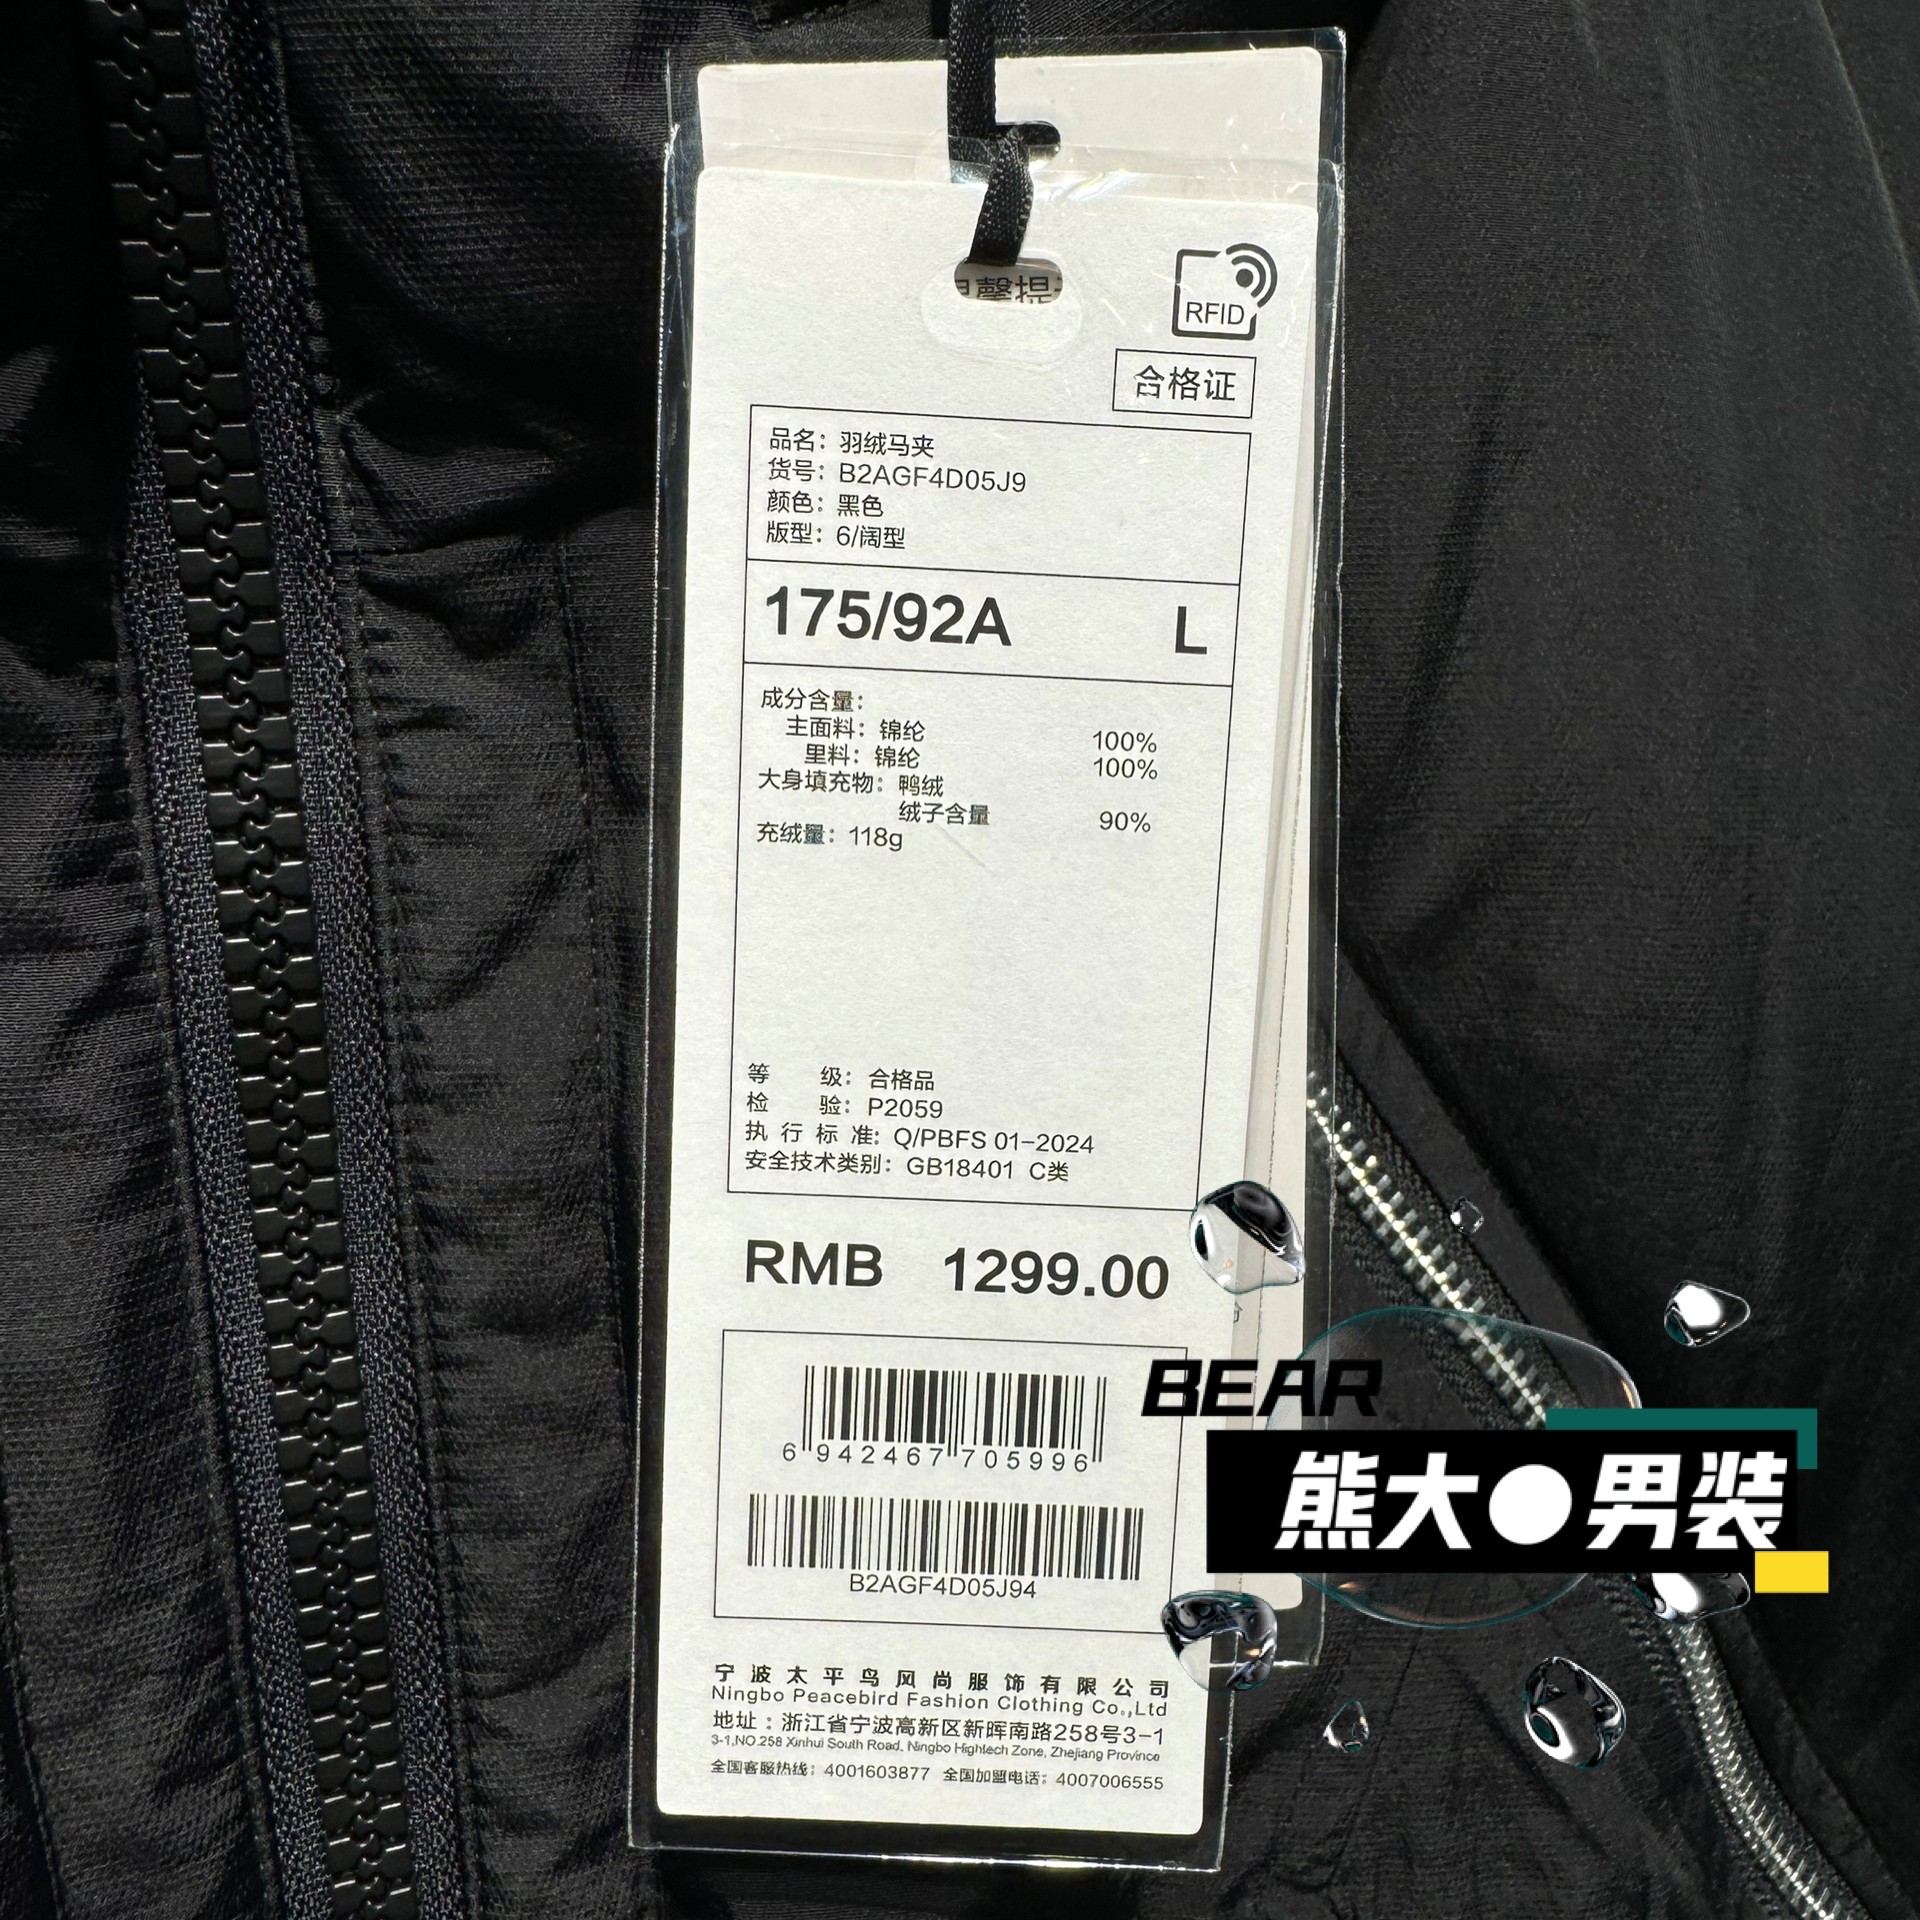 馨提
RFID
合格证
品名：羽绒马夹
货号：B2AGF4D05J9
颜色：黑色
版型：6/阔型
175/92A L
成分含量：
主面料：锦纶 100%
里料：锦纶 100%
大身填充物：鸭绒
绒子含量 90%
充绒量：118g
等 级：合格品
检 验：P2059
执 行 标 准：Q/PBFS 01-2024
安全技术类别：GB18401 C类
RMB 1299.00
6 942467 705996
B2AGF4D05J94
BEAR
熊大●男装
宁波太平鸟风尚服饰有限公司
Ningbo Peacebird Fashion Clothing Co.,Ltd
地址：浙江省宁波高新区新晖南路258号3-1
3-1,NO.258 Xinhui South Road, Ningbo Hightech Zone, Zhejiang Province
全国客服热线：4001603877 全国加盟电话：4007006555